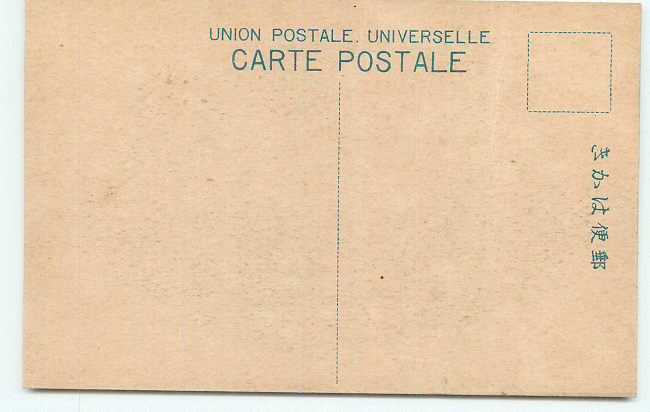 UNION POSTALE. UNIVERSELLE
CARTE POSTALE
郵便はかき